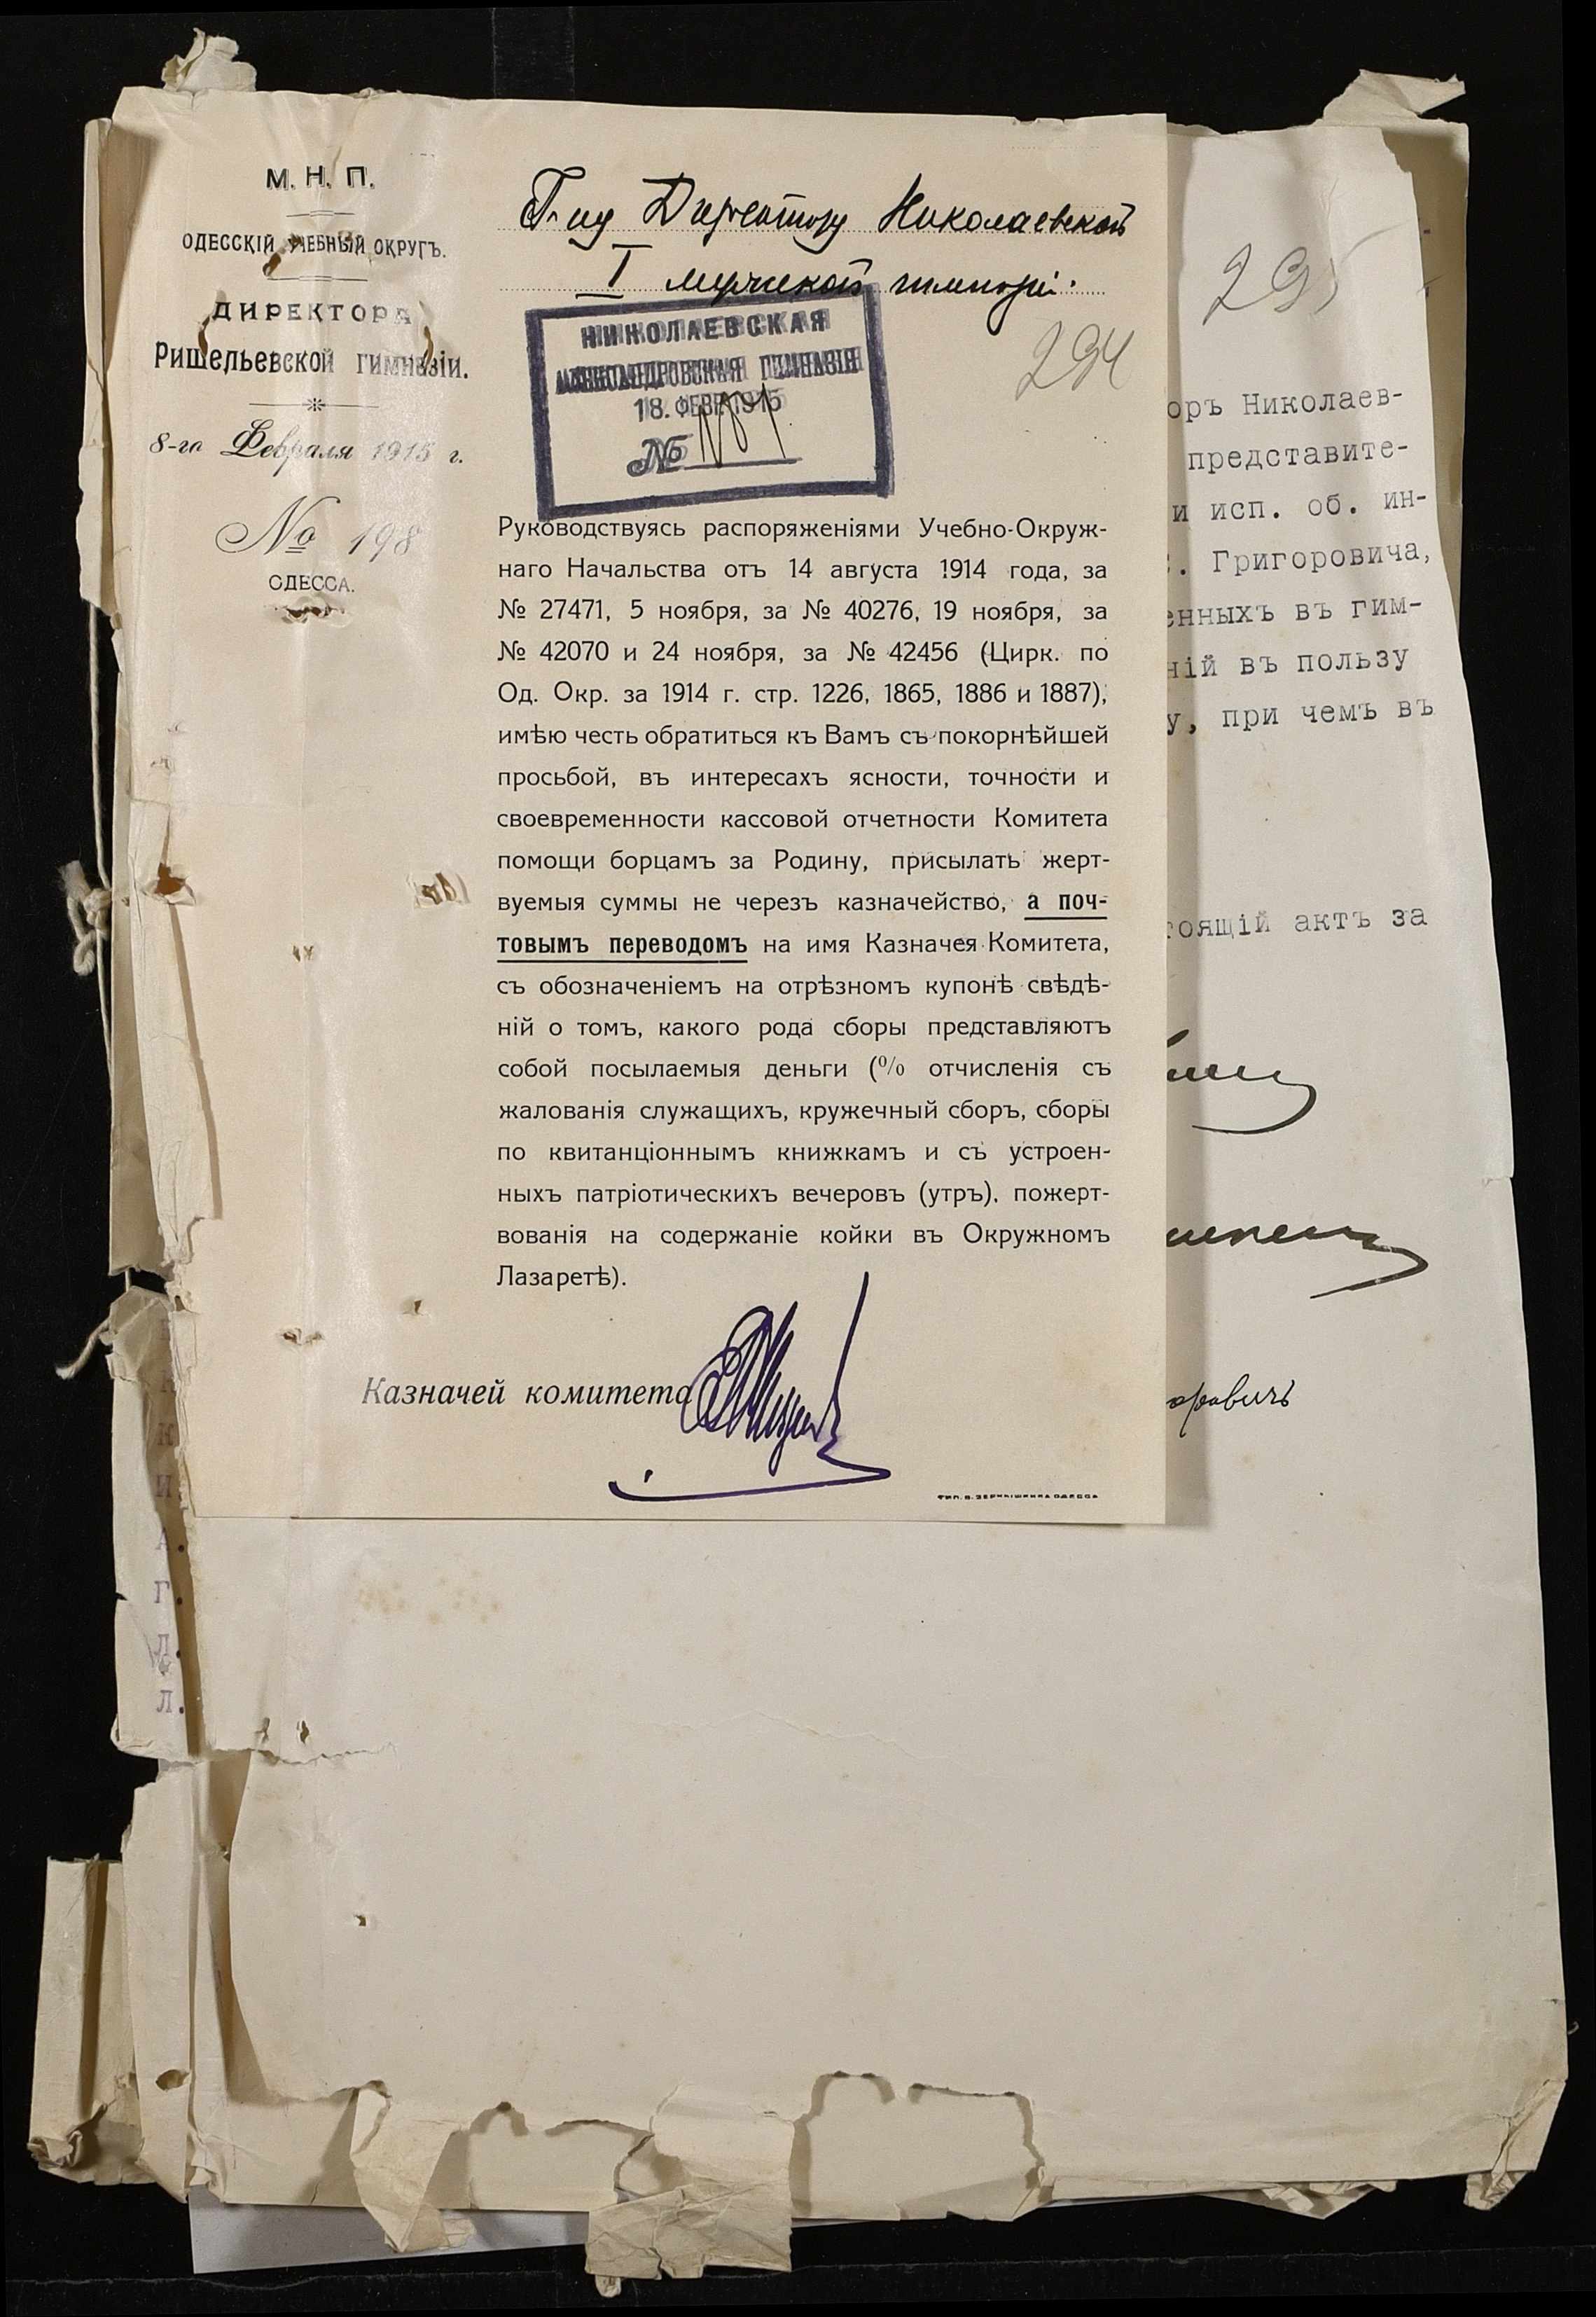 М. Н. П.
ОДЕССКІЙ УЧЕБНЫЙ ОКРУГЪ.
ДИРЕКТОРА
Ришельевской гимназіи.
8-го Февраля 1915 г.
№ 198
ОДЕССА.
Г-ну Директору Николаевской
I мужской гимназіи.
294
НИКОЛАЕВСКАЯ
АЛЕКСАНДРОВСКАЯ ГИМНАЗІЯ
18. ФЕВР. 1915
№
Руководствуясь распоряженіями Учебно-Окруж-
наго Начальства отъ 14 августа 1914 года, за
№ 27471, 5 ноября, за № 40276, 19 ноября, за
№ 42070 и 24 ноября, за № 42456 (Цирк. по
Од. Окр. за 1914 г. стр. 1226, 1865, 1886 и 1887),
имѣю честь обратиться къ Вамъ съ покорнѣйшей
просьбой, въ интересахъ ясности, точности и
своевременности кассовой отчетности Комитета
помощи борцамъ за Родину, присылать жерт-
вуемыя суммы не черезъ казначейство, а поч-
товымъ переводомъ на имя Казначея Комитета,
съ обозначеніемъ на отрѣзномъ купонѣ свѣдѣ-
ній о томъ, какого рода сборы представляютъ
собой посылаемыя деньги (% отчисленія съ
жалованія служащихъ, кружечный сборъ, сборы
по квитанціоннымъ книжкамъ и съ устроен-
ныхъ патріотическихъ вечеровъ (утръ), пожерт-
вованія на содержаніе койки въ Окружномъ
Лазаретѣ).
Казначей комитета
ТИП. В. ЗЕРНЫШКИНА ОДЕССА
295
оръ Николаев-
представите-
и исп. об. ин-
. Григоровича,
енныхъ въ гим-
ній въ пользу
у, при чемъ въ
тоящій актъ за
оровичъ
К
И.
А.
Г.
Л.
Л.